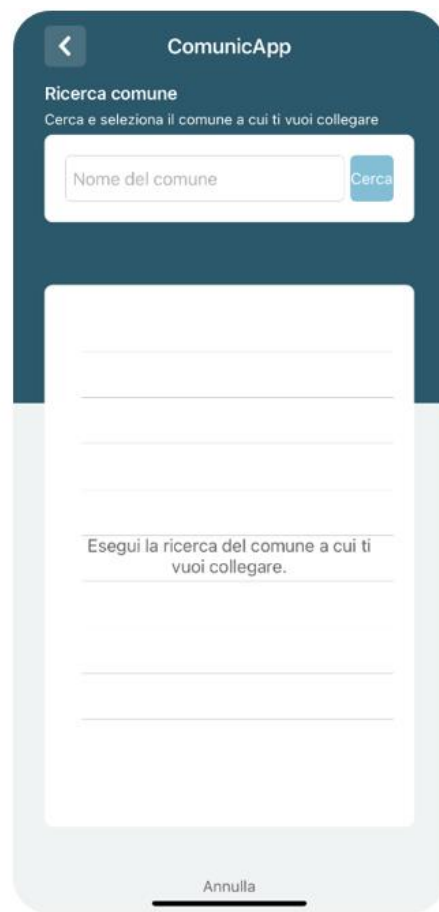 ComunicApp
Ricerca comune
Cerca e seleziona il comune a cui ti vuoi collegare
Nome del comune
Cerca
Esegui la ricerca del comune a cui ti
vuoi collegare.
Annulla